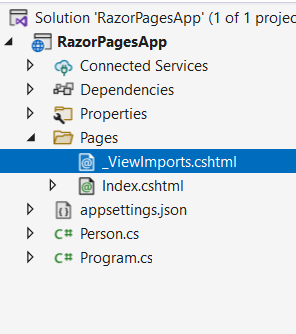 Solution 'RazorPagesApp' (1 of 1 projec
RazorPagesApp
Connected Services
Dependencies
Properties
Pages
_ViewImports.cshtml
Index.cshtml
appsettings.json
C# Person.cs
C# Program.cs